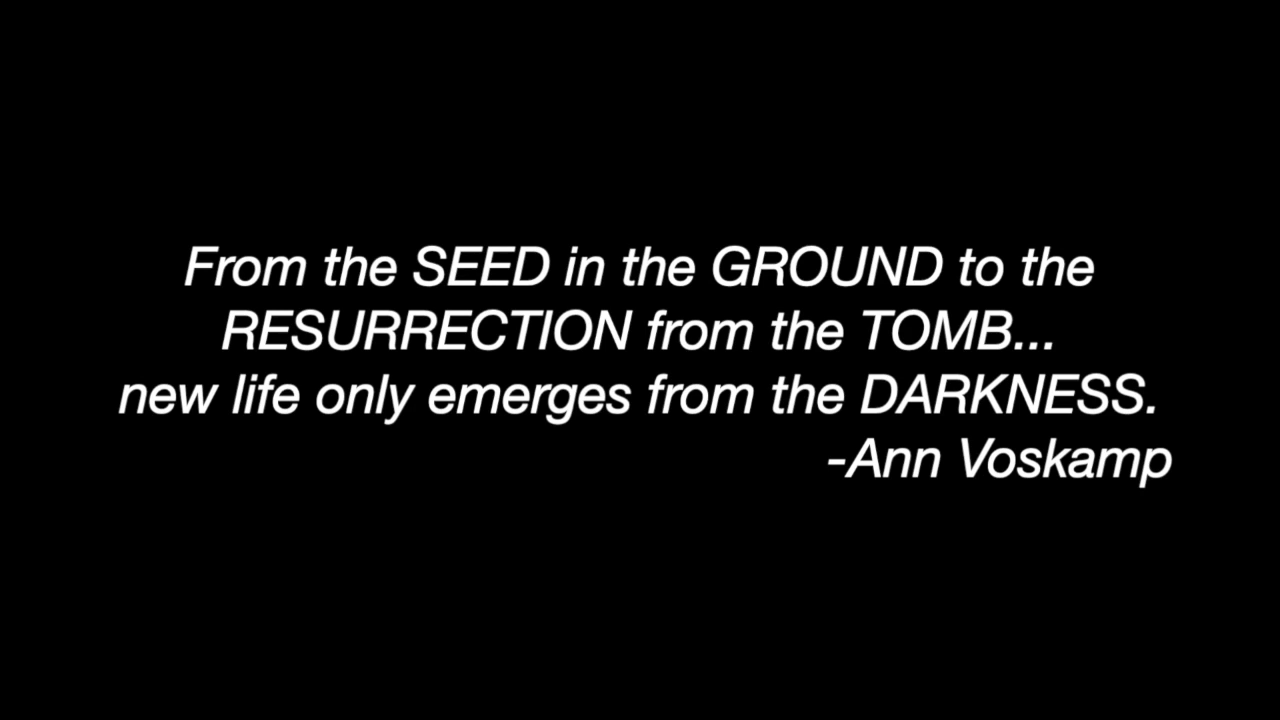 From the SEED in the GROUND to the
RESURRECTION from the TOMB...
new life only emerges from the DARKNESS.
-Ann Voskamp